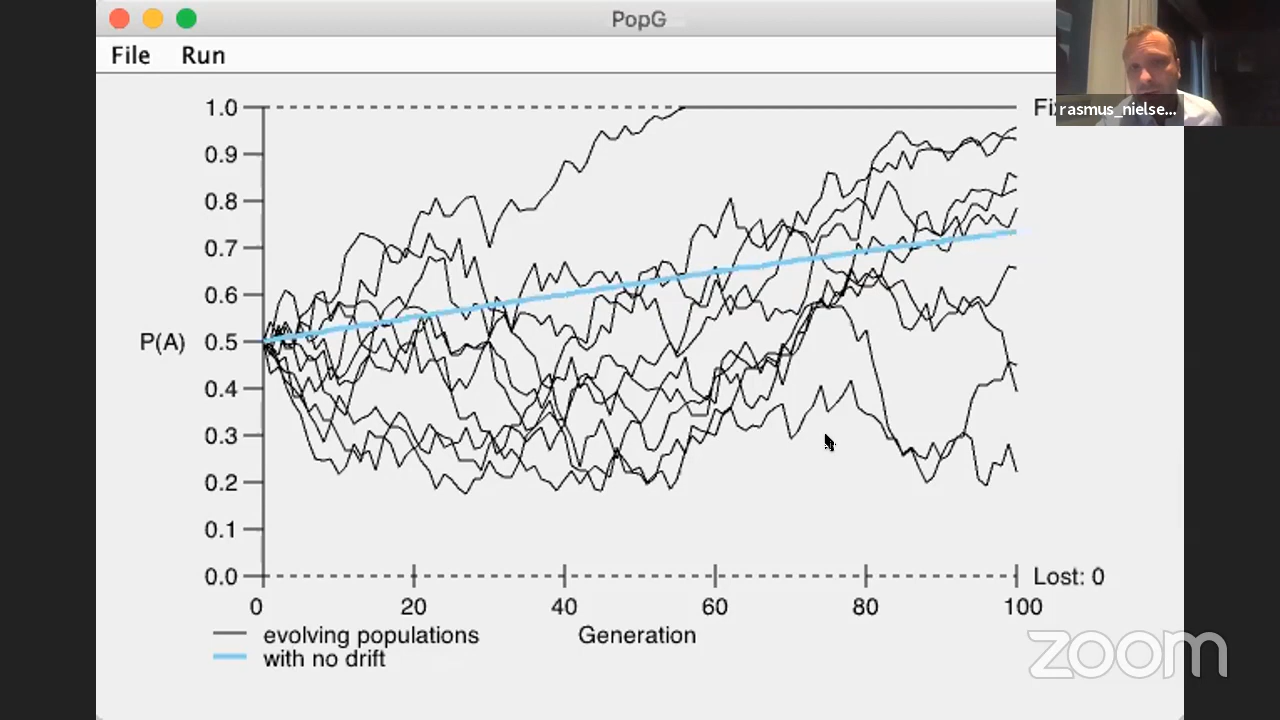 PopG
File Run
1.0
Fi
rasmus_nielse...
0.9
0.8
0.7
0.6
P(A) 0.5
0.4
0.3
0.2
0.1
0.0
Lost: 0
0 20 40 60 80 100
evolving populations Generation
with no drift
zoom